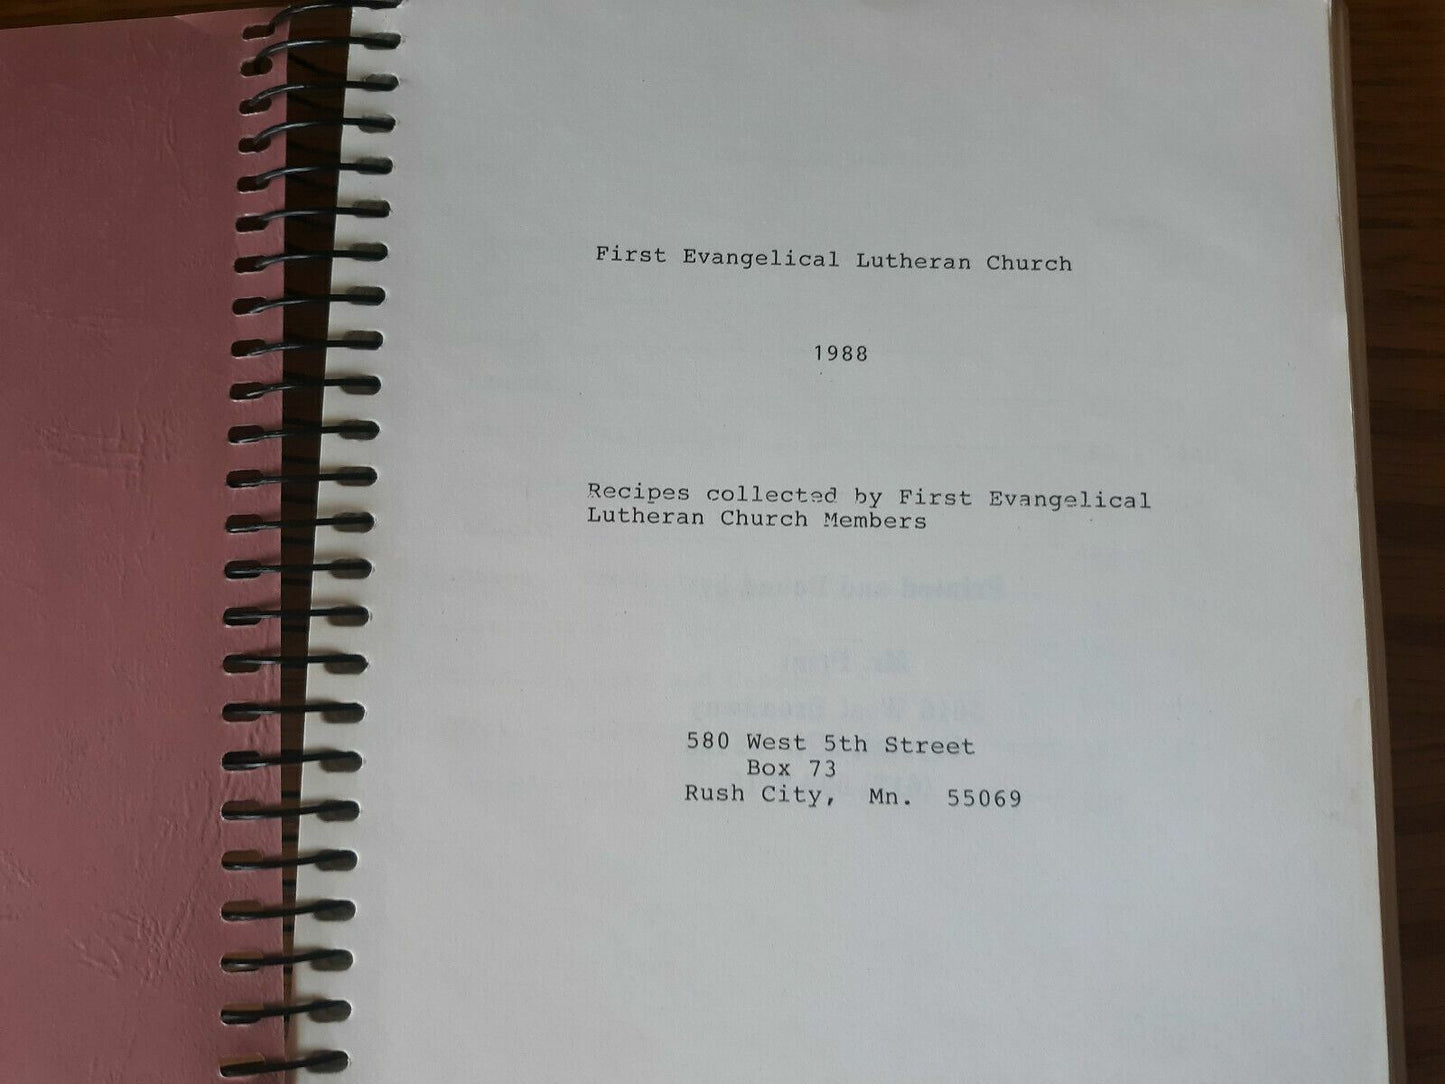 First Evangelical Lutheran Church
1988
Recipes collected by First Evangelical
Lutheran Church Members
580 West 5th Street
Box 73
Rush City, Mn. 55069